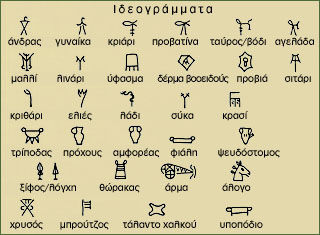 Ιδεογράμματα
άνδρας γυναίκα κριάρι προβατίνα ταύρος/βόδι αγελάδα
μαλλί λινάρι ύφασμα δέρμα βοοειδούς προβιά σιτάρι
κριθάρι ελιές λάδι σύκα κρασί
τρίποδας πρόχους αμφορέας φιάλη ψευδόστομος
ξίφος/λόγχη θώρακας άρμα άλογο
χρυσός μπρούτζος τάλαντο χαλκού υποπόδιο